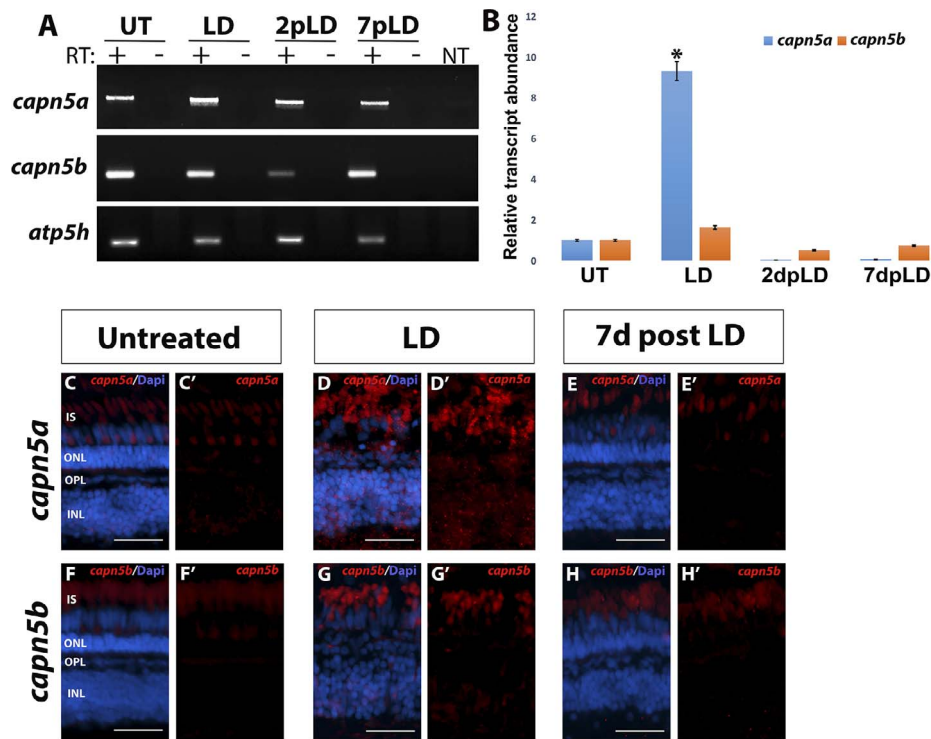 A
UT LD 2pLD 7pLD
RT: + - + - + - + - NT
capn5a
capn5b
atp5h
B
Relative transcript abundance
12
10
8
6
4
2
0
capn5a capn5b
*
UT LD 2dpLD 7dpLD
Untreated LD 7d post LD
capn5a
C capn5a/Dapi C' capn5a D capn5a/Dapi D' capn5a E capn5a/Dapi E' capn5a
IS
ONL
OPL
INL
capn5b
F capn5b/Dapi F' capn5b G capn5b/Dapi G' capn5b H capn5b/Dapi H' capn5b
IS
ONL
OPL
INL